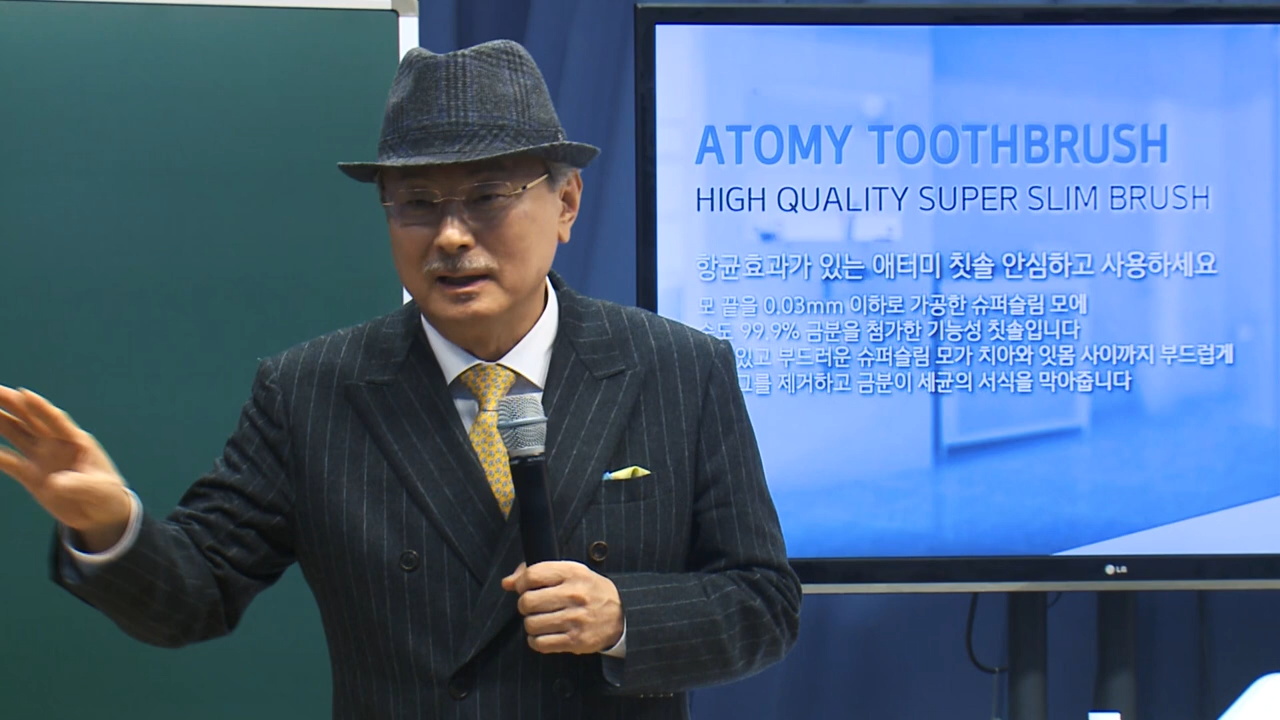 ATOMY TOOTHBRUSH
HIGH QUALITY SUPER SLIM BRUSH
항균효과가 있는 애터미 칫솔 안심하고 사용하세요
모 끝을 0.03mm 이하로 가공한 슈퍼슬림 모에
99.9% 금분을 첨가한 기능성 칫솔입니다
있고 부드러운 슈퍼슬림 모가 치아와 잇몸 사이까지 부드럽게
제거하고 금분이 세균의 서식을 막아줍니다
LG